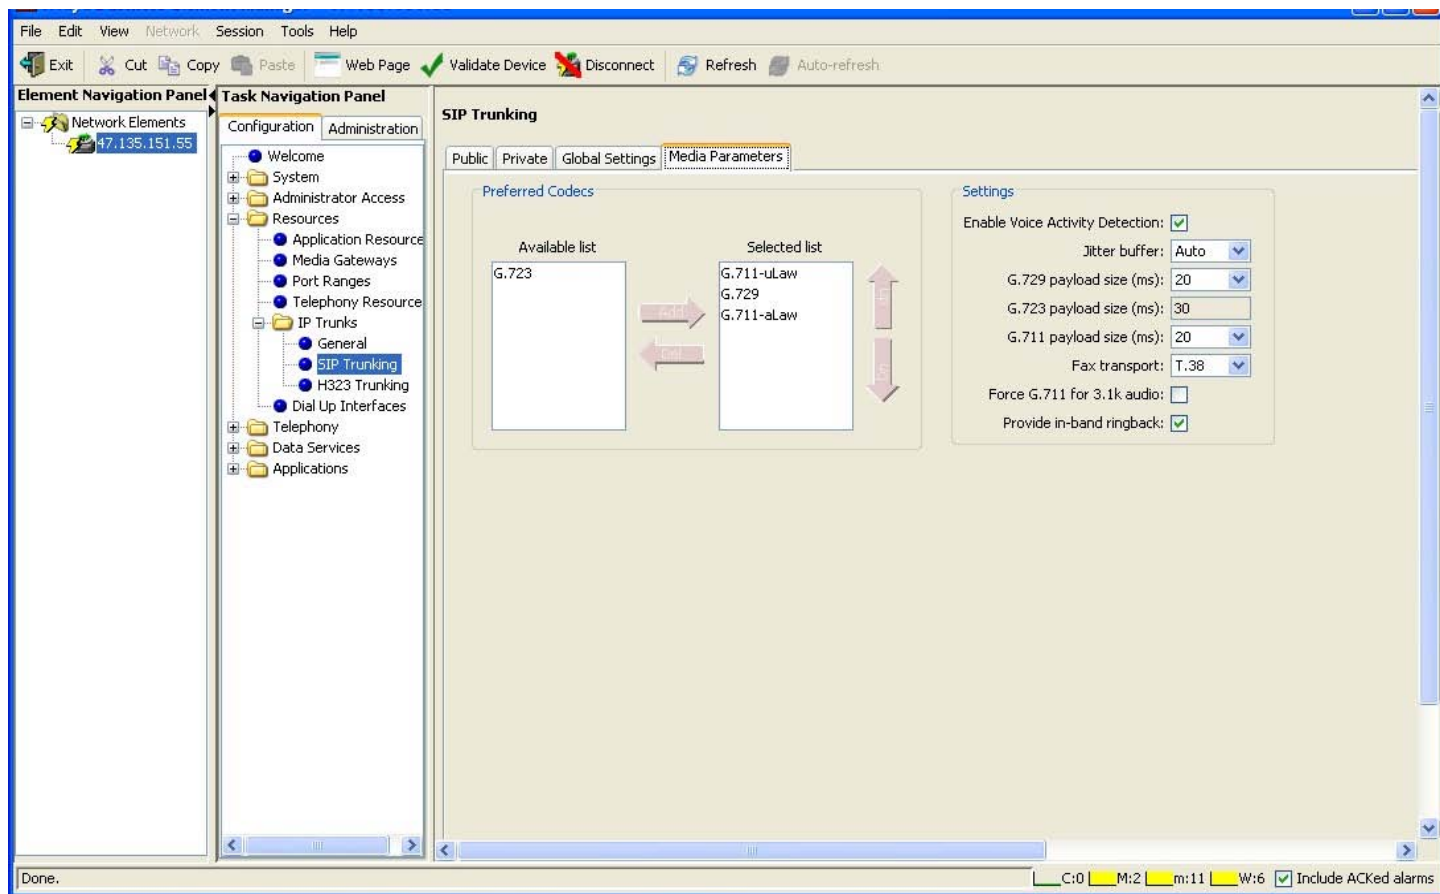 File Edit View Network Session Tools Help
Exit Cut Copy Paste Web Page Validate Device Disconnect Refresh Auto-refresh
Element Navigation Panel
Network Elements
47.135.151.55
Task Navigation Panel
Configuration Administration
Welcome
System
Administrator Access
Resources
Application Resource
Media Gateways
Port Ranges
Telephony Resource
IP Trunks
General
SIP Trunking
H323 Trunking
Dial Up Interfaces
Telephony
Data Services
Applications
SIP Trunking
Public Private Global Settings Media Parameters
Preferred Codecs
Available list
G.723
Add
Selected list
G.711-uLaw
G.729
G.711-aLaw
Settings
Enable Voice Activity Detection:
Jitter buffer: Auto
G.729 payload size (ms): 20
G.723 payload size (ms): 30
G.711 payload size (ms): 20
Fax transport: T.38
Force G.711 for 3.1k audio:
Provide in-band ringback:
Done.
C:0 M:2 m:11 W:6 Include ACKed alarms